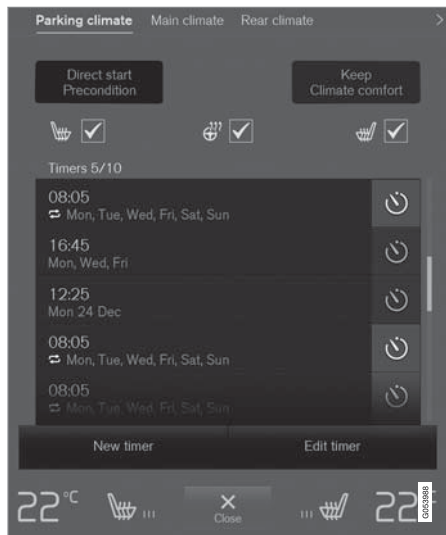 Parking climate Main climate Rear climate >
Direct start Keep
Precondition Climate comfort
Timers 5/10
08:05
Mon, Tue, Wed, Fri, Sat, Sun
16:45
Mon, Wed, Fri
12:25
Mon 24 Dec
08:05
Mon, Tue, Wed, Fri, Sat, Sun
08:05
Mon, Tue, Wed, Fri, Sat, Sun
New timer Edit timer
22°C Close 22
G053988